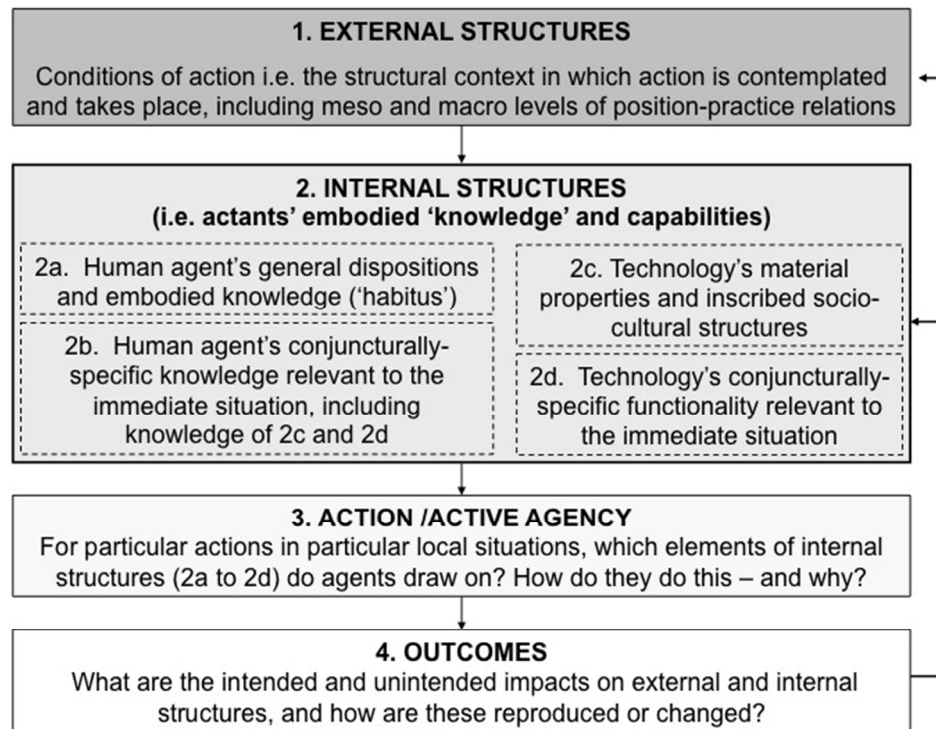 1. EXTERNAL STRUCTURES
Conditions of action i.e. the structural context in which action is contemplated
and takes place, including meso and macro levels of position-practice relations
2. INTERNAL STRUCTURES
(i.e. actants’ embodied ‘knowledge’ and capabilities)
2a. Human agent’s general dispositions
and embodied knowledge (‘habitus’)
2b. Human agent’s conjuncturally-
specific knowledge relevant to the
immediate situation, including
knowledge of 2c and 2d
2c. Technology’s material
properties and inscribed socio-
cultural structures
2d. Technology’s conjuncturally-
specific functionality relevant to
the immediate situation
3. ACTION /ACTIVE AGENCY
For particular actions in particular local situations, which elements of internal
structures (2a to 2d) do agents draw on? How do they do this – and why?
4. OUTCOMES
What are the intended and unintended impacts on external and internal
structures, and how are these reproduced or changed?